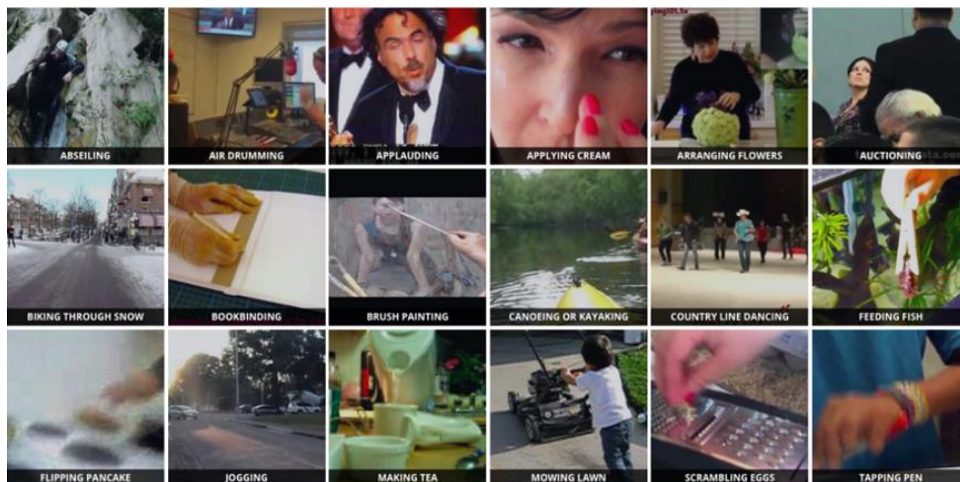 ABSEILING
AIR DRUMMING
APPLAUDING
APPLYING CREAM
ARRANGING FLOWERS
AUCTIONING
BIKING THROUGH SNOW
BOOKBINDING
BRUSH PAINTING
CANOEING OR KAYAKING
COUNTRY LINE DANCING
FEEDING FISH
FLIPPING PANCAKE
JOGGING
MAKING TEA
MOWING LAWN
SCRAMBLING EGGS
TAPPING PEN